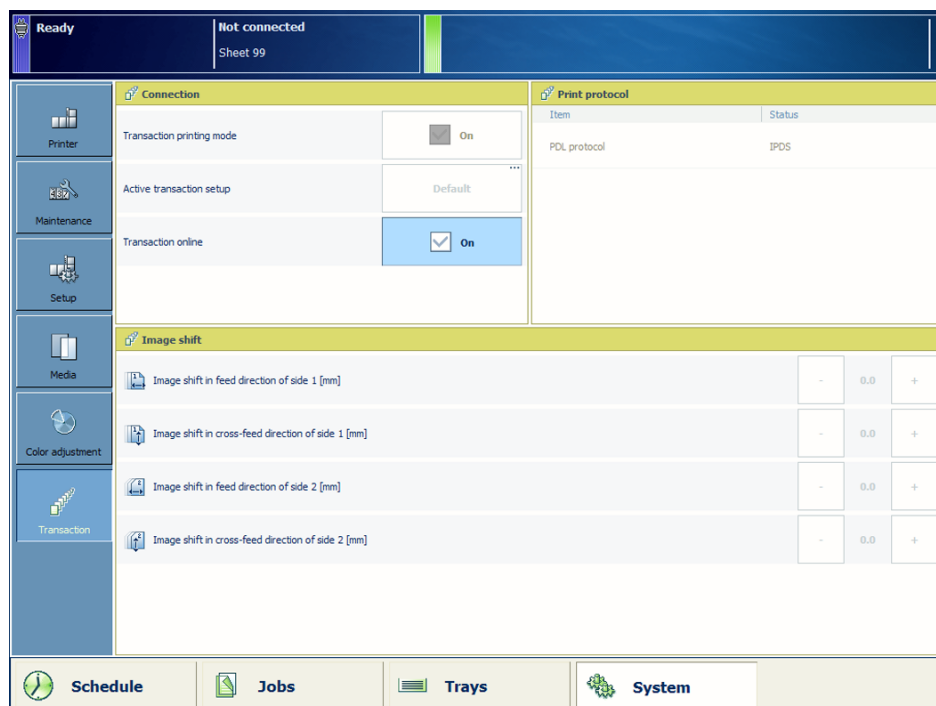 Ready
Not connected
Sheet 99
Printer
Maintenance
Setup
Media
Color adjustment
Transaction
Connection
Transaction printing mode
On
Active transaction setup
Default
Transaction online
On
Print protocol
Item Status
PDL protocol IPDS
Image shift
Image shift in feed direction of side 1 [mm] - 0.0 +
Image shift in cross-feed direction of side 1 [mm] - 0.0 +
Image shift in feed direction of side 2 [mm] - 0.0 +
Image shift in cross-feed direction of side 2 [mm] - 0.0 +
Schedule Jobs Trays System